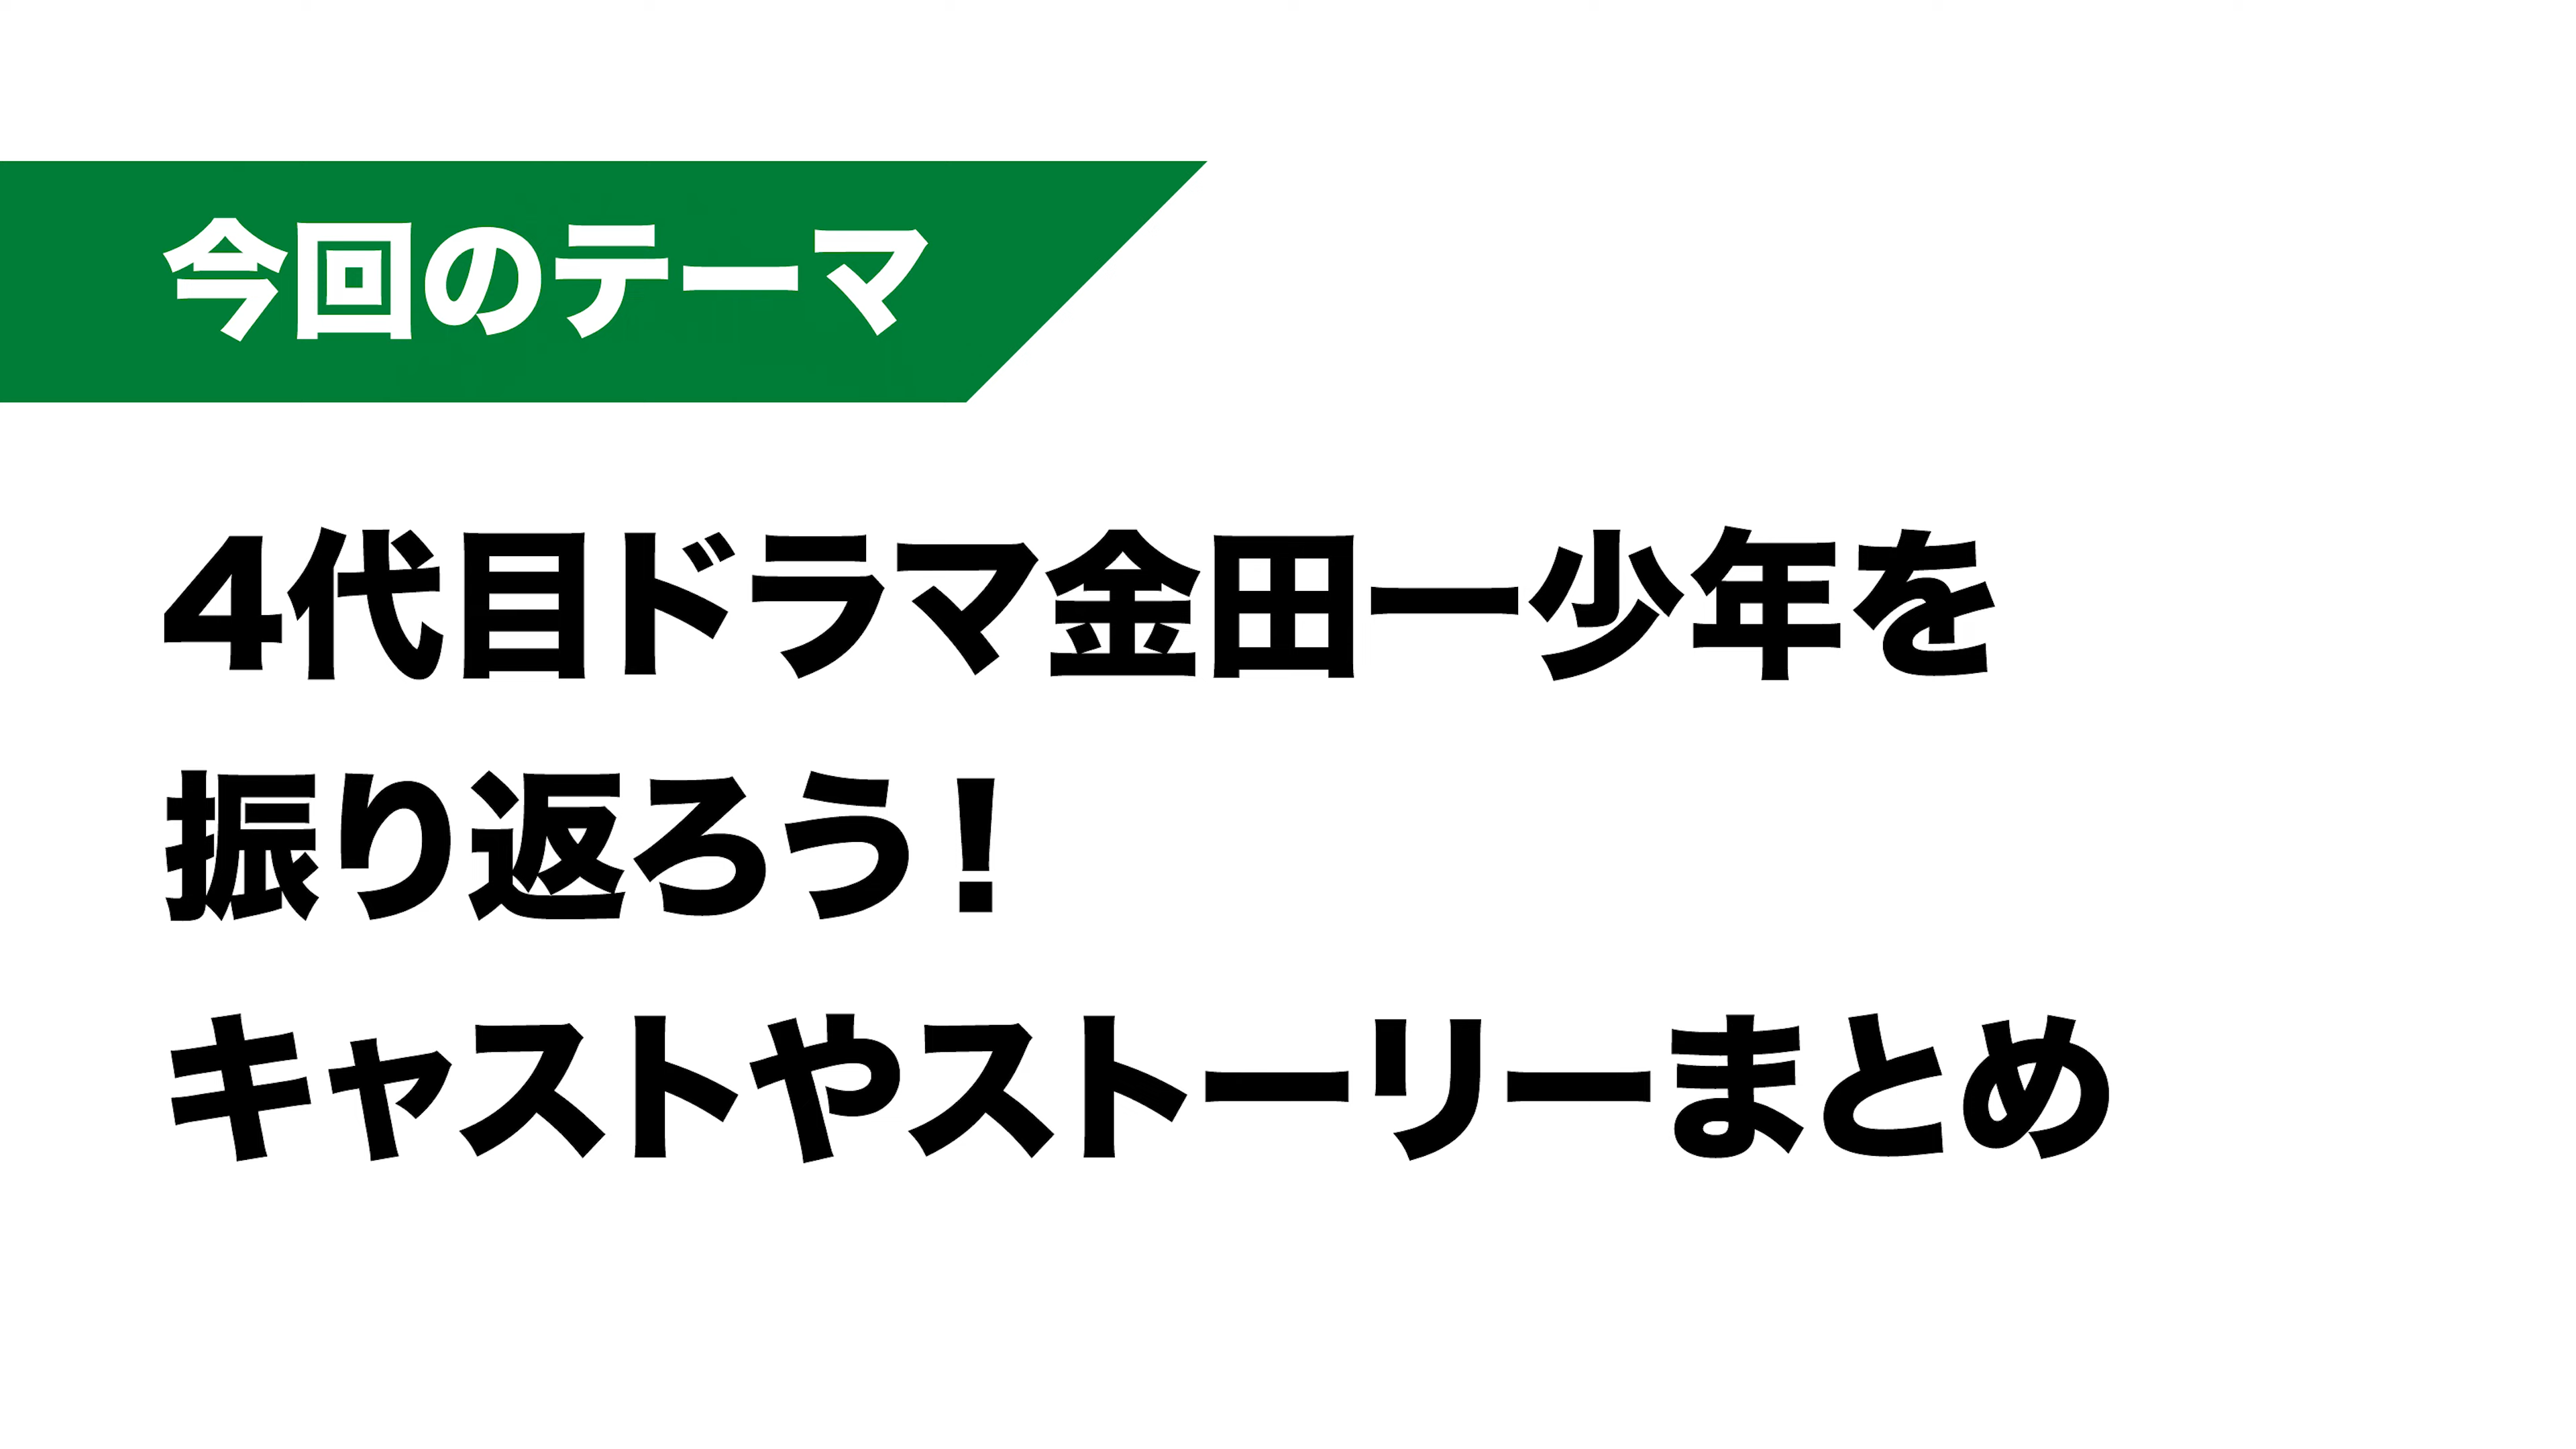 今回のテーマ
4代目ドラマ金田一少年を
振り返ろう！
キャストやストーリーまとめ